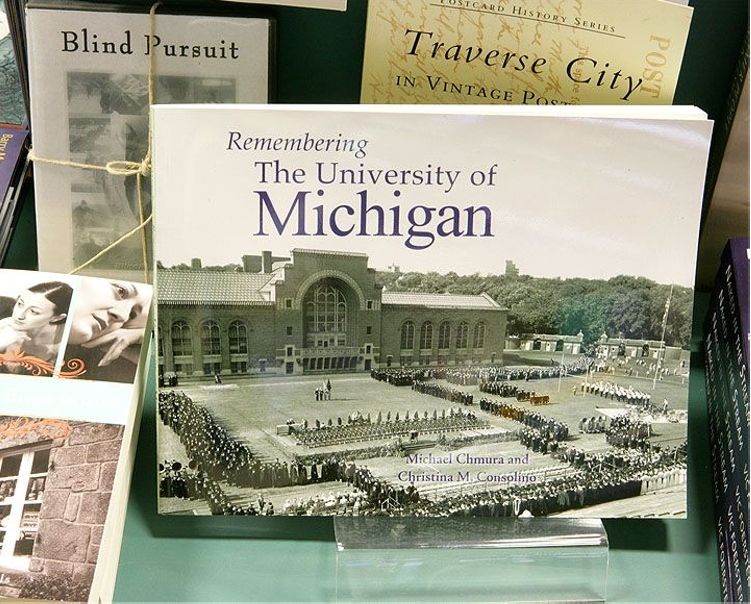 Blind Pursuit
POSTCARD HISTORY SERIES
Traverse City
IN VINTAGE
POST
Remembering
The University of
Michigan
Michael Chmura and
Christina M. Consolino